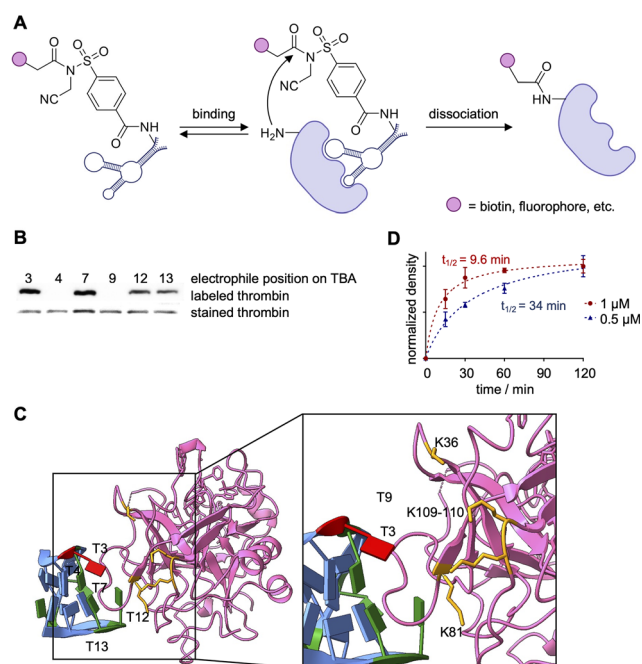 A
O O O
N S
NC
O NH
binding
O O O
N S
NC
H₂N
O NH
dissociation
O
HN
= biotin, fluorophore, etc.
B
3 4 7 9 12 13 electrophile position on TBA
labeled thrombin
stained thrombin
D
normalized density
t1/2 = 9.6 min
t1/2 = 34 min
1 µM
0.5 µM
0 30 60 90 120
time / min
C
T3
T4
T7
T12
T13
K36
T9
K109-110
T3
K81